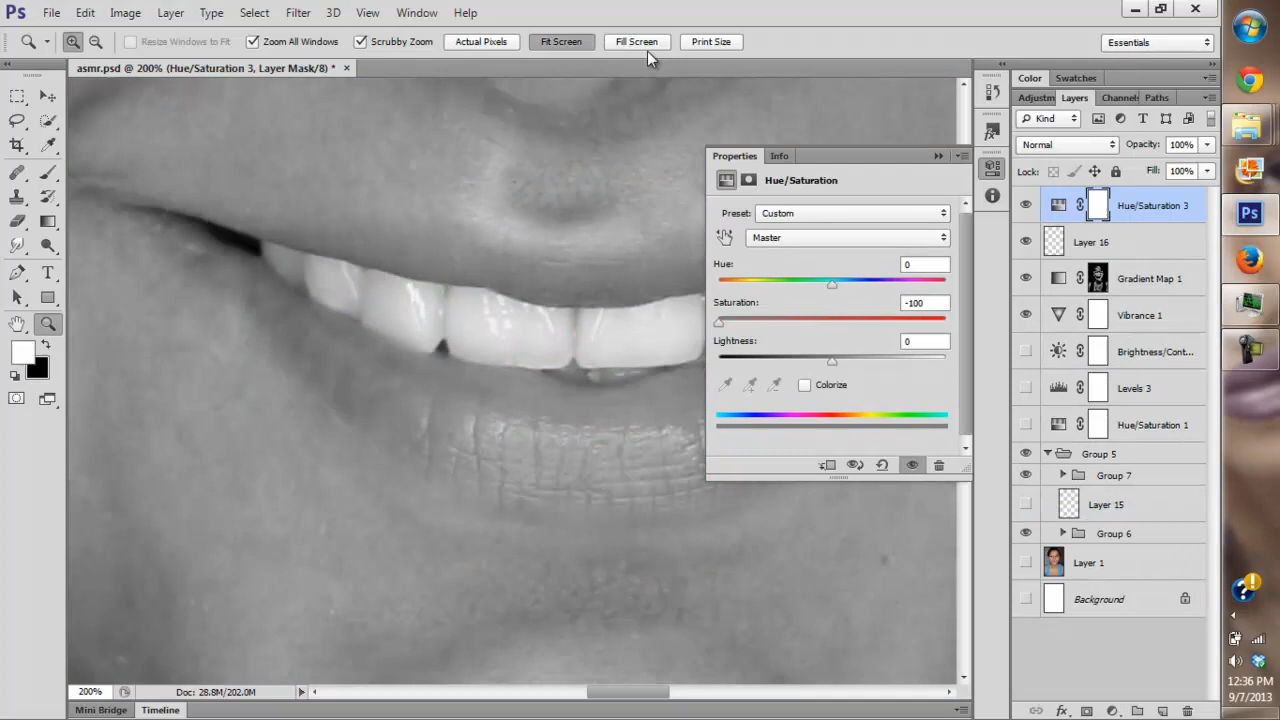 Ps File Edit Image Layer Type Select Filter 3D View Window Help
Resize Windows to Fit Zoom All Windows Scrubby Zoom Actual Pixels Fit Screen Fill Screen Print Size Essentials
asmr.psd @ 200% (Hue/Saturation 3, Layer Mask/8) *
Color Swatches
Adjustm Layers Channel Paths
Kind
Normal Opacity: 100%
Lock: Fill: 100%
Properties Info
Hue/Saturation
Preset: Custom
Master
Hue: 0
Saturation: -100
Lightness: 0
Colorize
Hue/Saturation 3
Layer 16
Gradient Map 1
Vibrance 1
Brightness/Cont...
Levels 3
Hue/Saturation 1
Group 5
Group 7
Layer 15
Group 6
Layer 1
Background
Ps
200% Doc: 28.8M/202.0M
Mini Bridge Timeline
fx
12:36 PM
9/7/2013